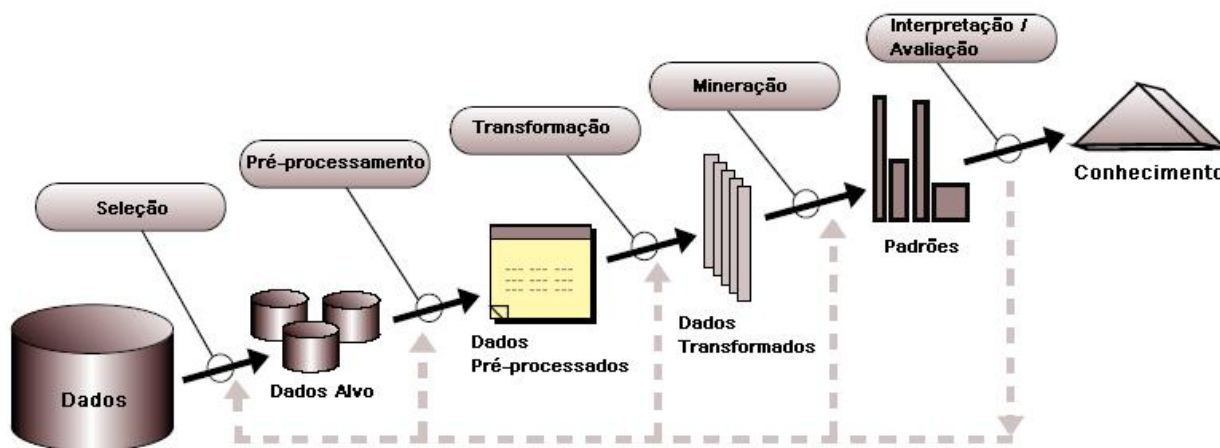 Interpretação /
Avaliação
Mineração
Transformação
Pré-processamento
Seleção
Conhecimento
Padrões
Dados
Transformados
Dados
Pré-processados
Dados Alvo
Dados